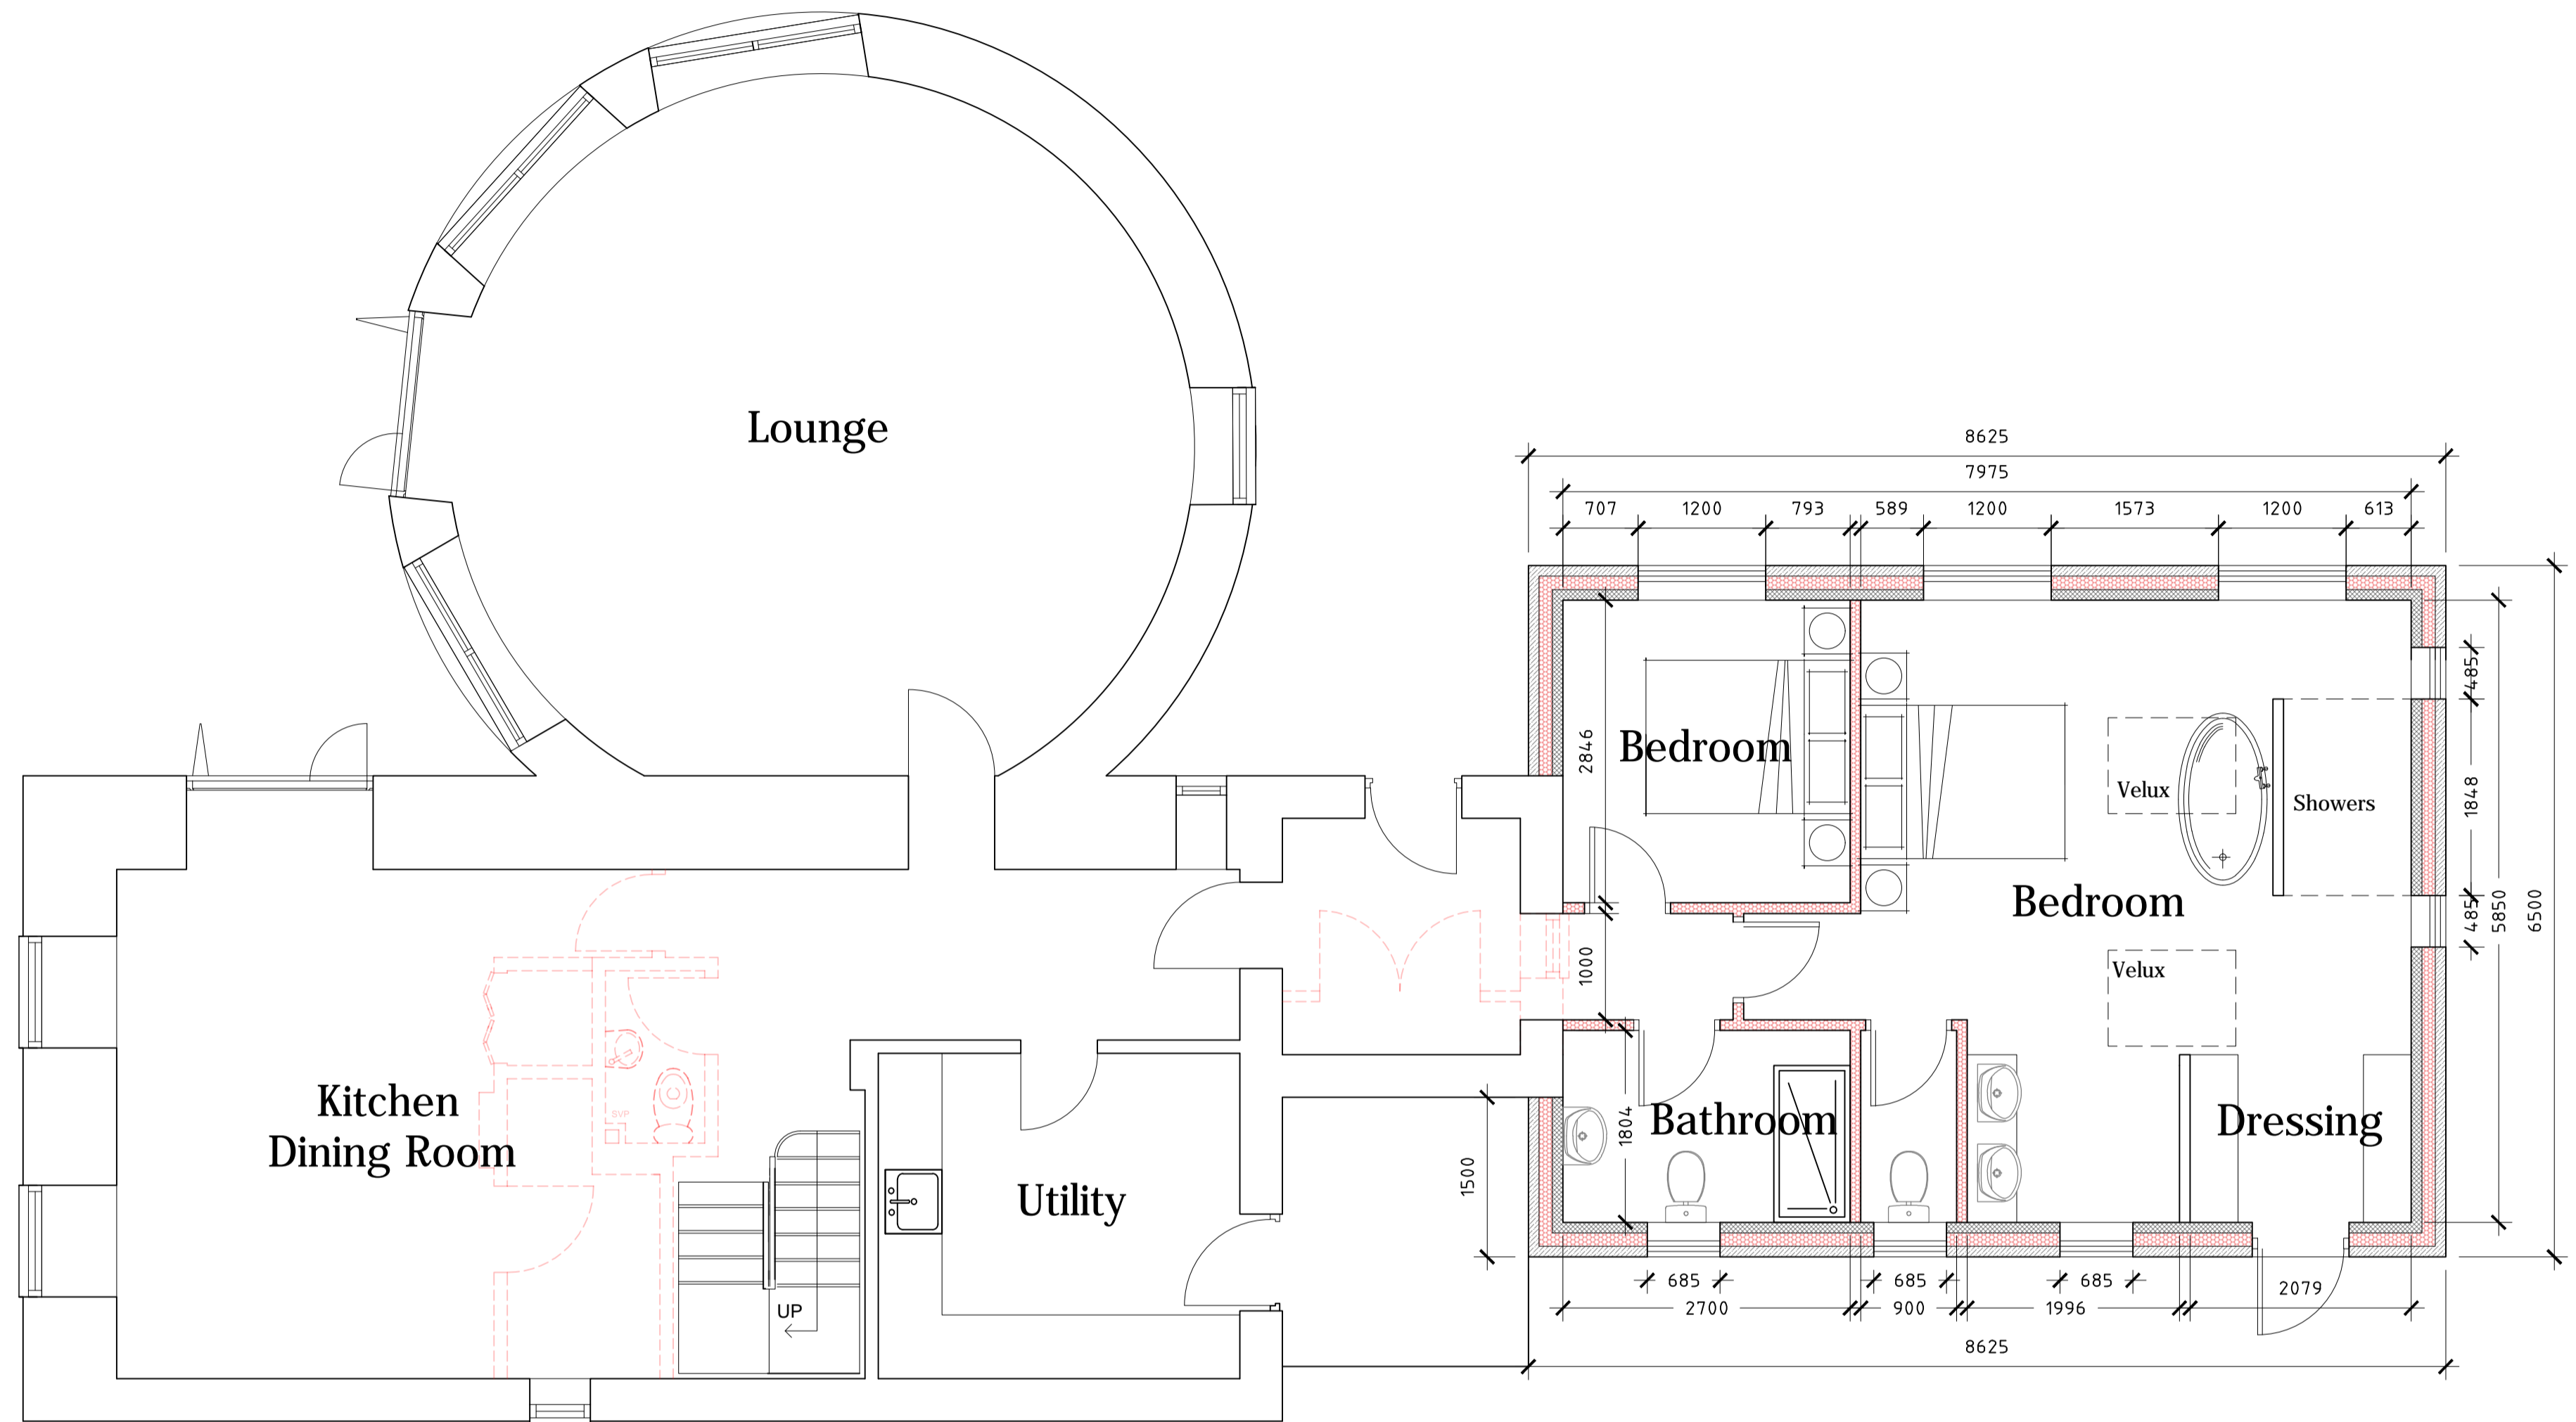 Lounge
8625
7975
707 1200 793 589 1200 1573 1200 613
485
Bedroom
2846
Velux
Showers
1848
Bedroom
485
5850
6500
1000
Velux
Kitchen
Dining Room
SVP
Bathroom
1804
Dressing
1500
Utility
UP
685 685 685
2079
2700 900 1996
8625